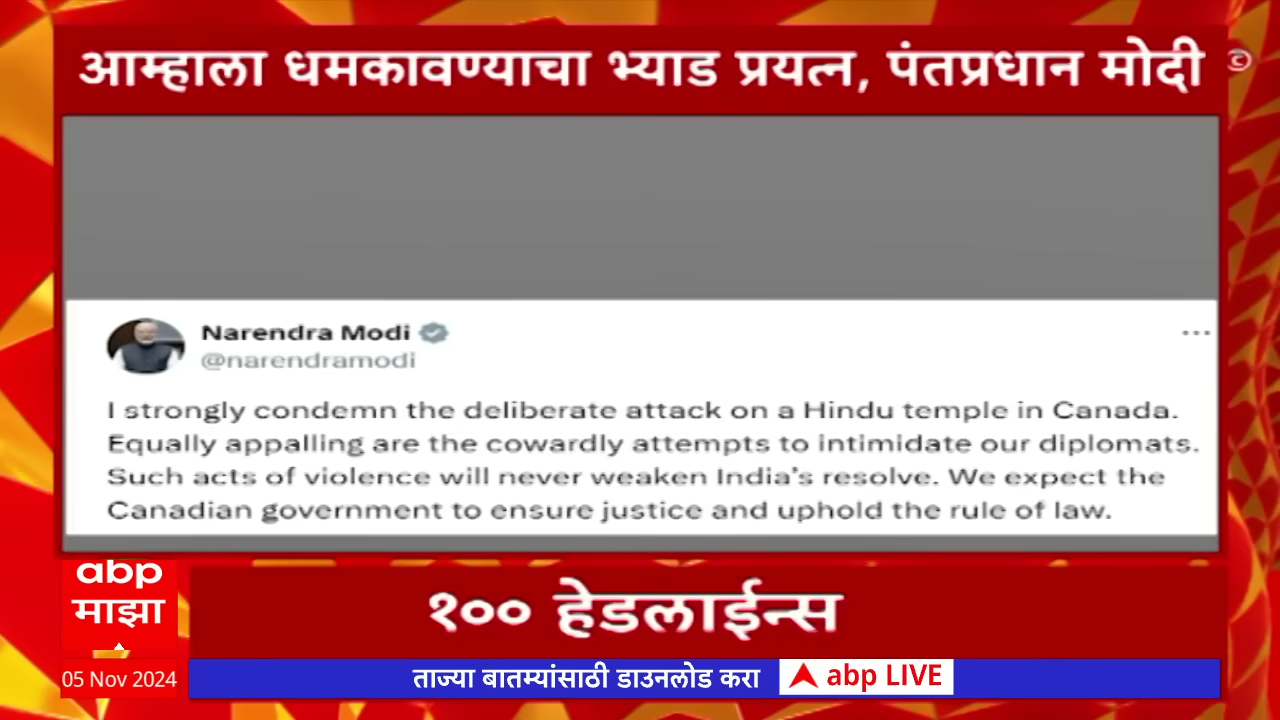 आम्हाला धमकावण्याचा भ्याड प्रयत्न, पंतप्रधान मोदी
©
Narendra Modi
@narendramodi
I strongly condemn the deliberate attack on a Hindu temple in Canada.
Equally appalling are the cowardly attempts to intimidate our diplomats.
Such acts of violence will never weaken India's resolve. We expect the
Canadian government to ensure justice and uphold the rule of law.
abp
माझा
१०० हेडलाईन्स
05 Nov 2024
ताज्या बातम्यांसाठी डाउनलोड करा abp LIVE